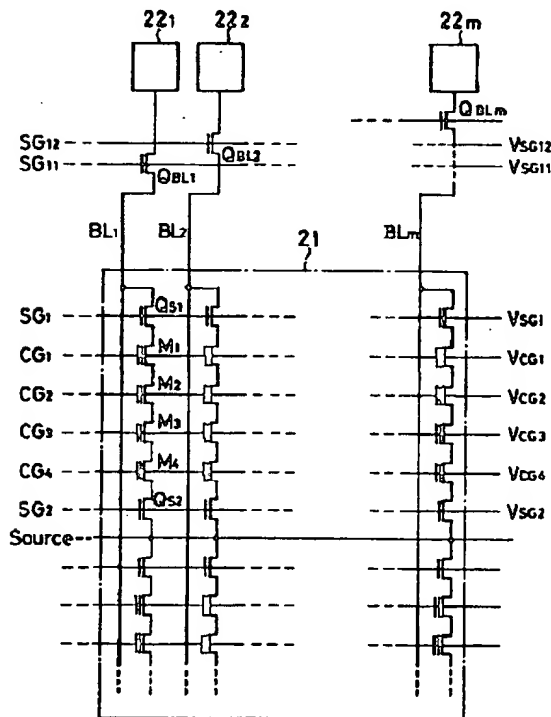 22₁ 22₂ 22m
QBLm
SG₁₂ QBL2 VSG12
SG₁₁ QBL1 VSG11
BL₁ BL₂ 21 BLm
SG₁ QS1 VSG1
CG₁ M₁ VCG1
CG₂ M₂ VCG2
CG₃ M₃ VCG3
CG₄ M₄ VCG4
SG₂ QS2 VSG2
Source